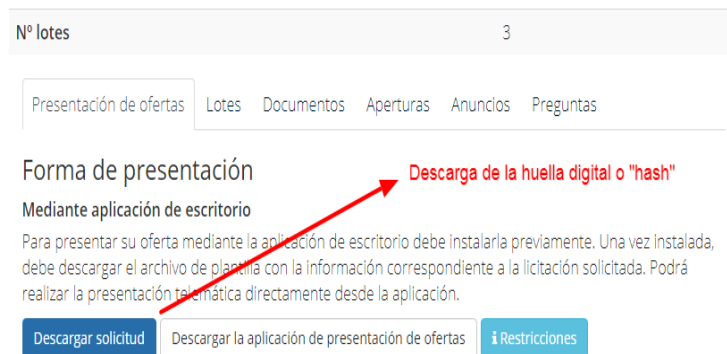 Nº lotes 3
Presentación de ofertas Lotes Documentos Aperturas Anuncios Preguntas
Forma de presentación
Descarga de la huella digital o "hash"
Mediante aplicación de escritorio
Para presentar su oferta mediante la aplicación de escritorio debe instalarla previamente. Una vez instalada,
debe descargar el archivo de plantilla con la información correspondiente a la licitación solicitada. Podrá
realizar la presentación telemática directamente desde la aplicación.
Descargar solicitud Descargar la aplicación de presentación de ofertas i Restricciones